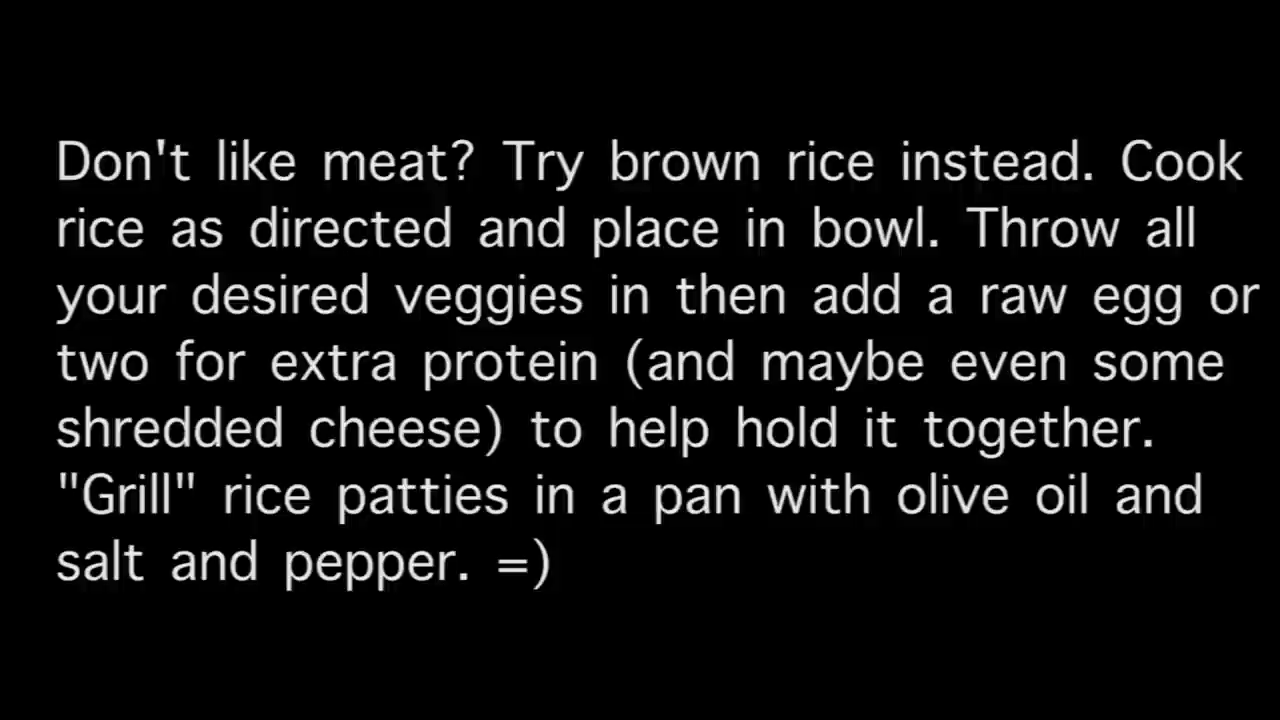 Don't like meat? Try brown rice instead. Cook
rice as directed and place in bowl. Throw all
your desired veggies in then add a raw egg or
two for extra protein (and maybe even some
shredded cheese) to help hold it together.
"Grill" rice patties in a pan with olive oil and
salt and pepper. =)